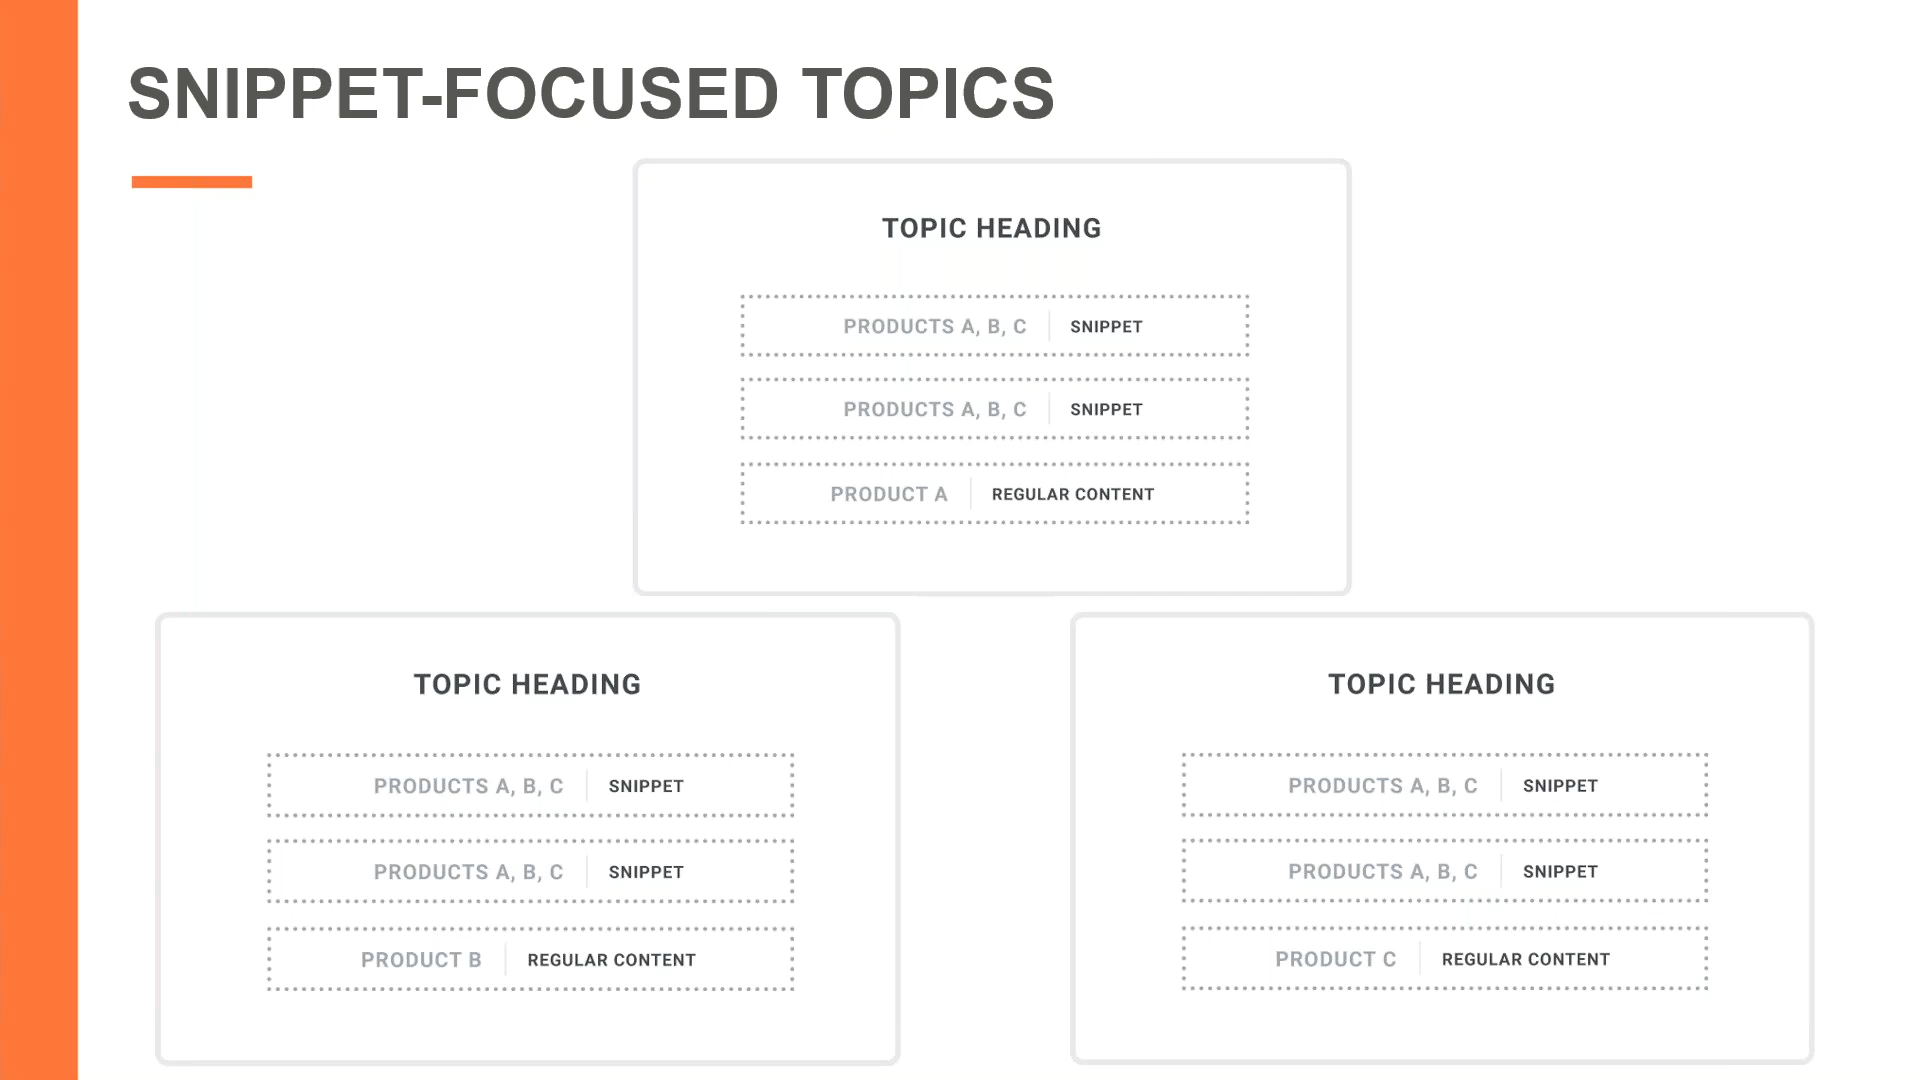 SNIPPET-FOCUSED TOPICS
TOPIC HEADING
PRODUCTS A, B, C SNIPPET
PRODUCTS A, B, C SNIPPET
PRODUCT A REGULAR CONTENT
TOPIC HEADING
PRODUCTS A, B, C SNIPPET
PRODUCTS A, B, C SNIPPET
PRODUCT B REGULAR CONTENT
TOPIC HEADING
PRODUCTS A, B, C SNIPPET
PRODUCTS A, B, C SNIPPET
PRODUCT C REGULAR CONTENT